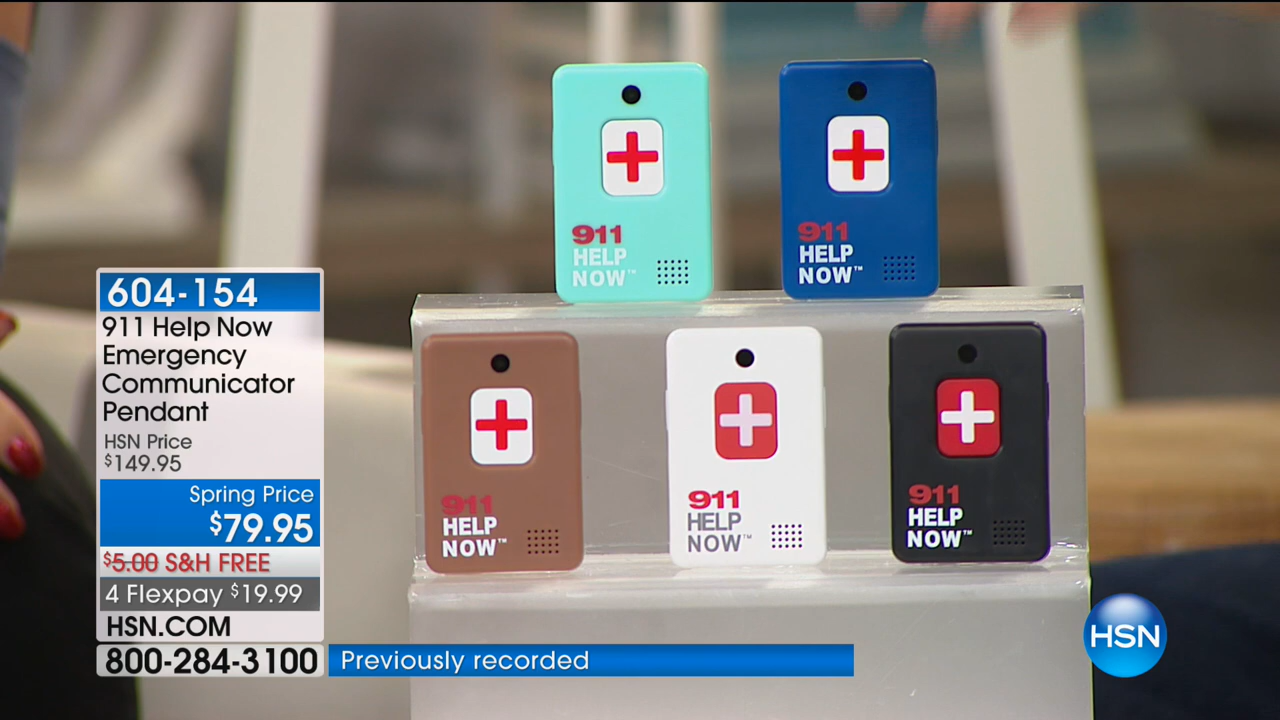 604-154
911 Help Now
Emergency
Communicator
Pendant
HSN Price
$149.95
Spring Price
$79.95
$5.00 S&H FREE
4 Flexpay $19.99
HSN.COM
800-284-3100
Previously recorded
911
HELP
NOW™
911
HELP
NOW™
911
HELP
NOW™
911
HELP
NOW™
911
HELP
NOW™
HSN